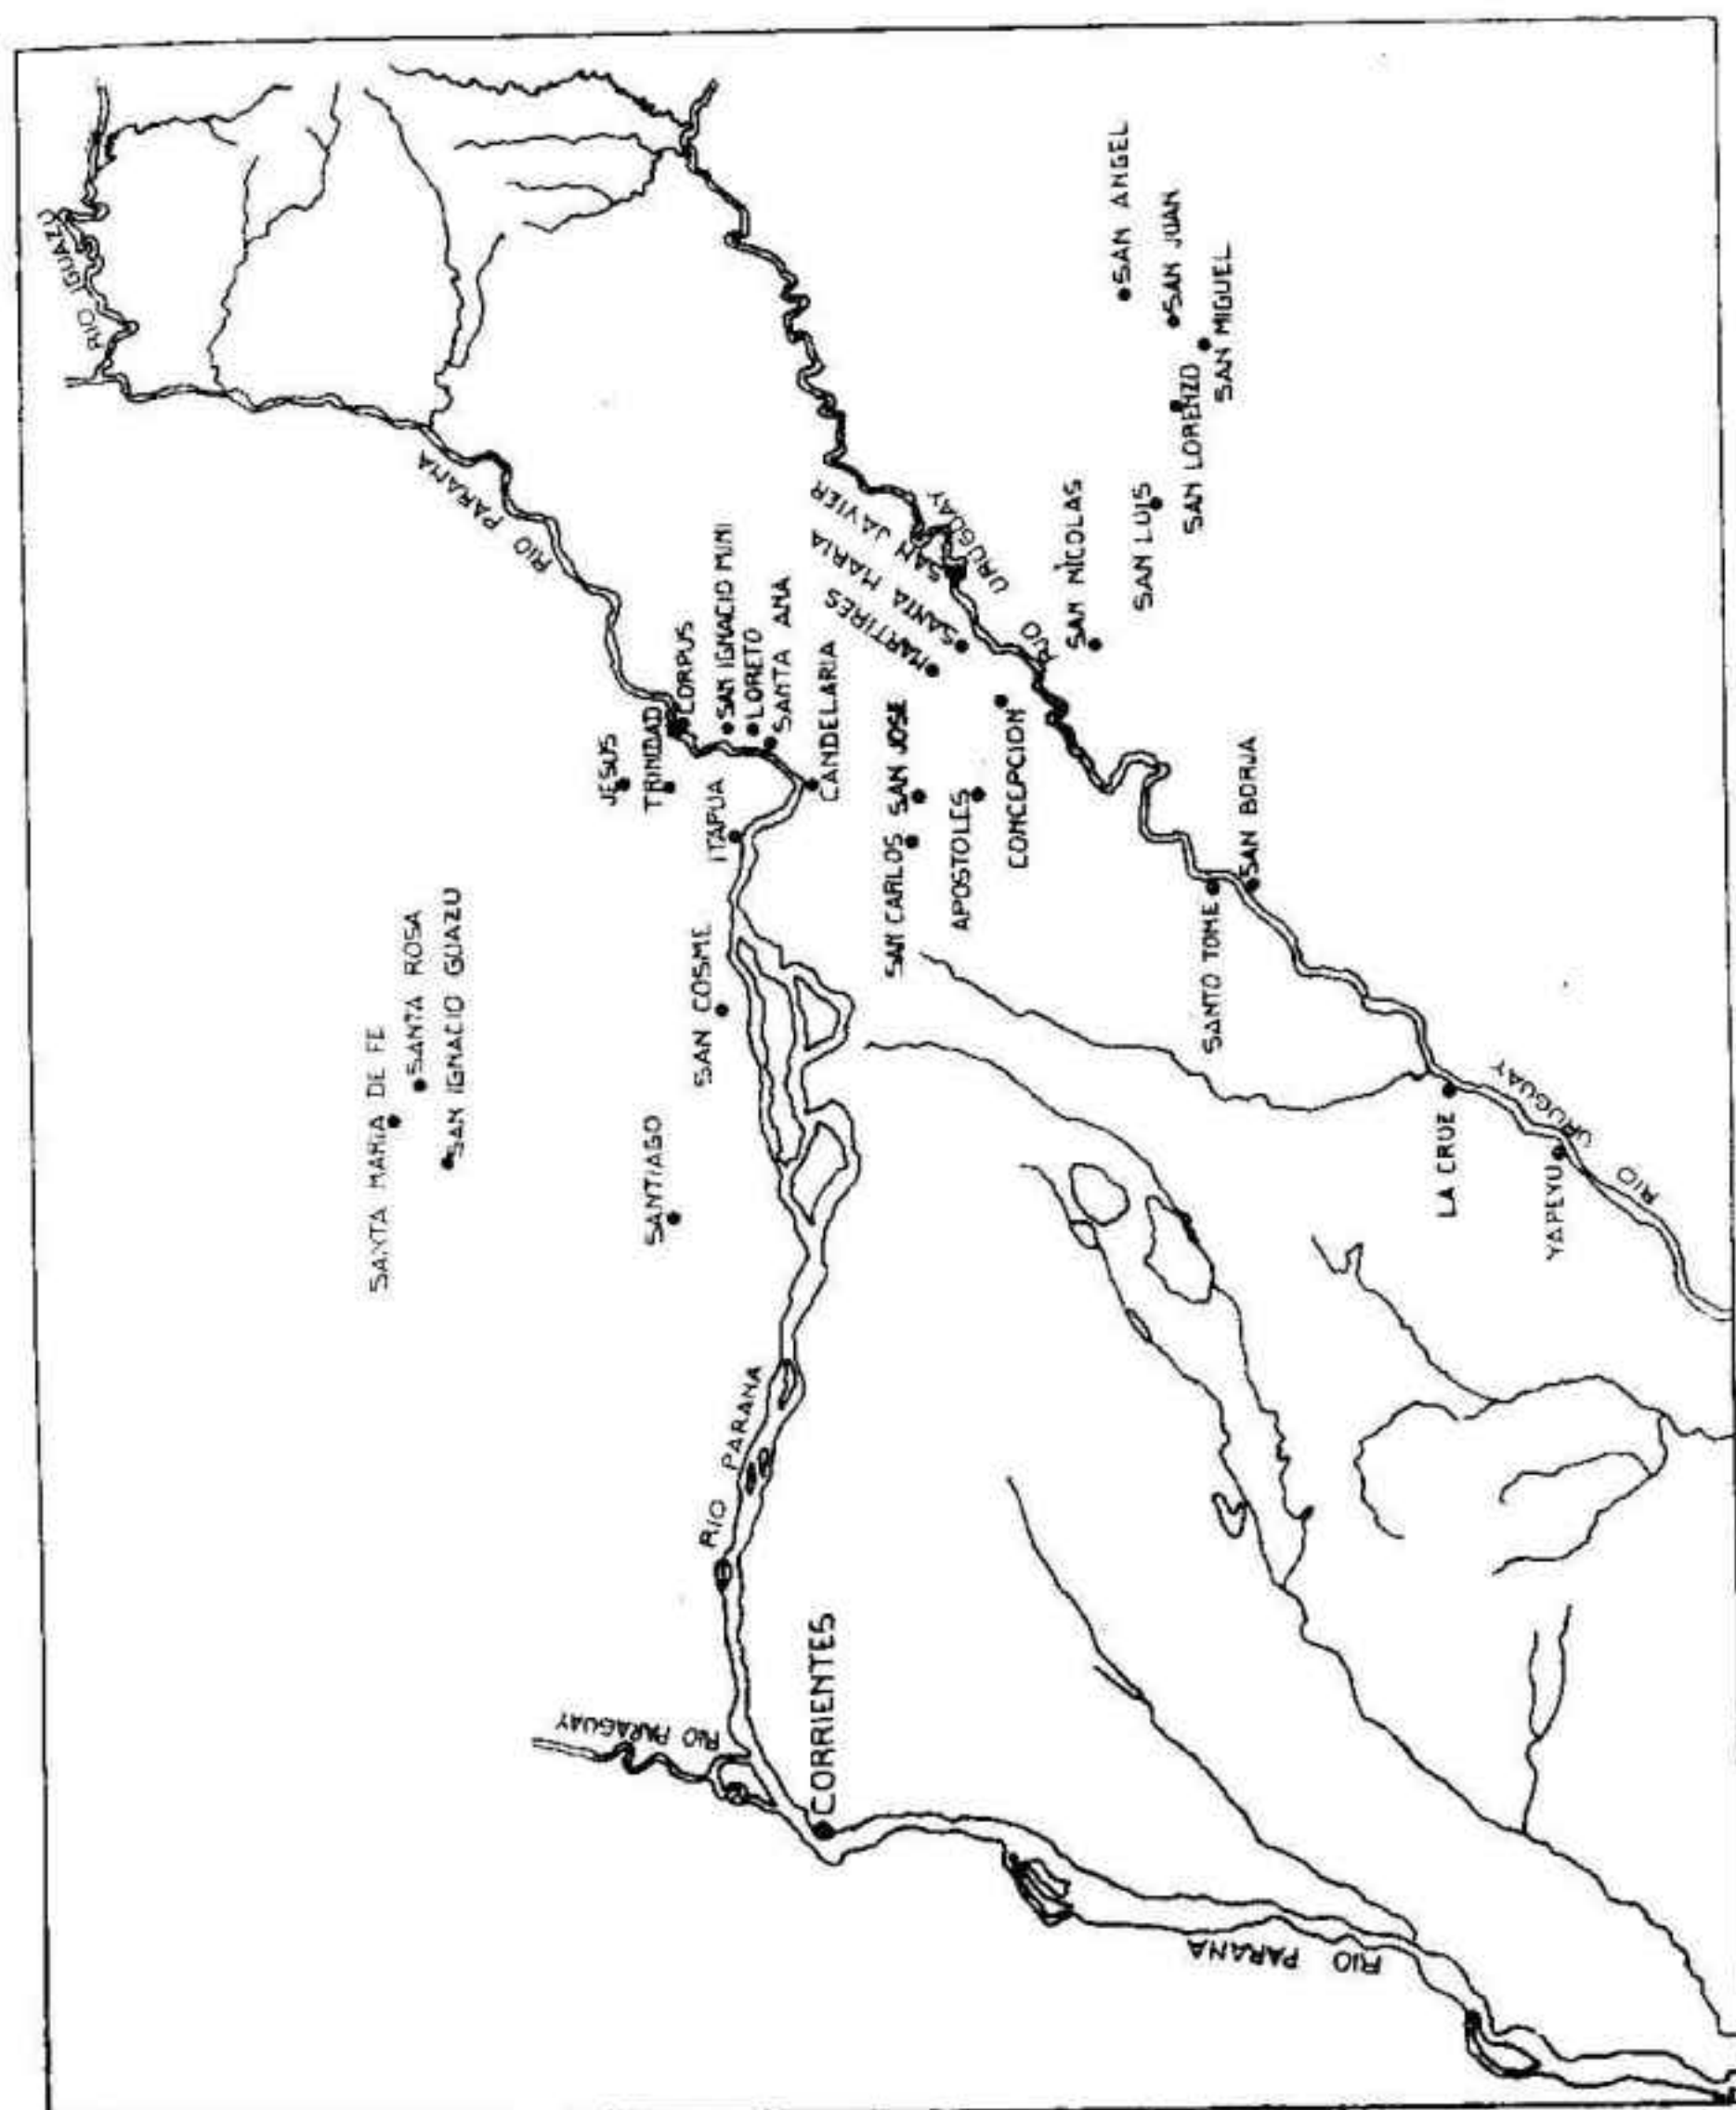 RIO IGUAZU
RIO PARANA
SANTA MARIA DE FE
SANTA ROSA
SAN IGNACIO GUAZU
JESUS
TRINIDAD
CORPUS
SAN IGNACIO MINI
LORETO
SANTA ANA
CANDELARIA
ITAPUA
SAN COSME
SANTIAGO
SAN CARLOS
SAN JOSE
APOSTOLES
CONCEPCION
MARTIRES
SANTA MARIA
SAN JAVIER
RIO URUGUAY
SAN NICOLAS
SAN LUIS
SAN LORENZO
SAN MIGUEL
SAN JUAN
SAN ANGEL
SANTO TOME
SAN BORJA
LA CRUZ
YAPEYU
RIO URUGUAY
RIO PARANA
RIO PARAGUAY
CORRIENTES
RIO PARANA